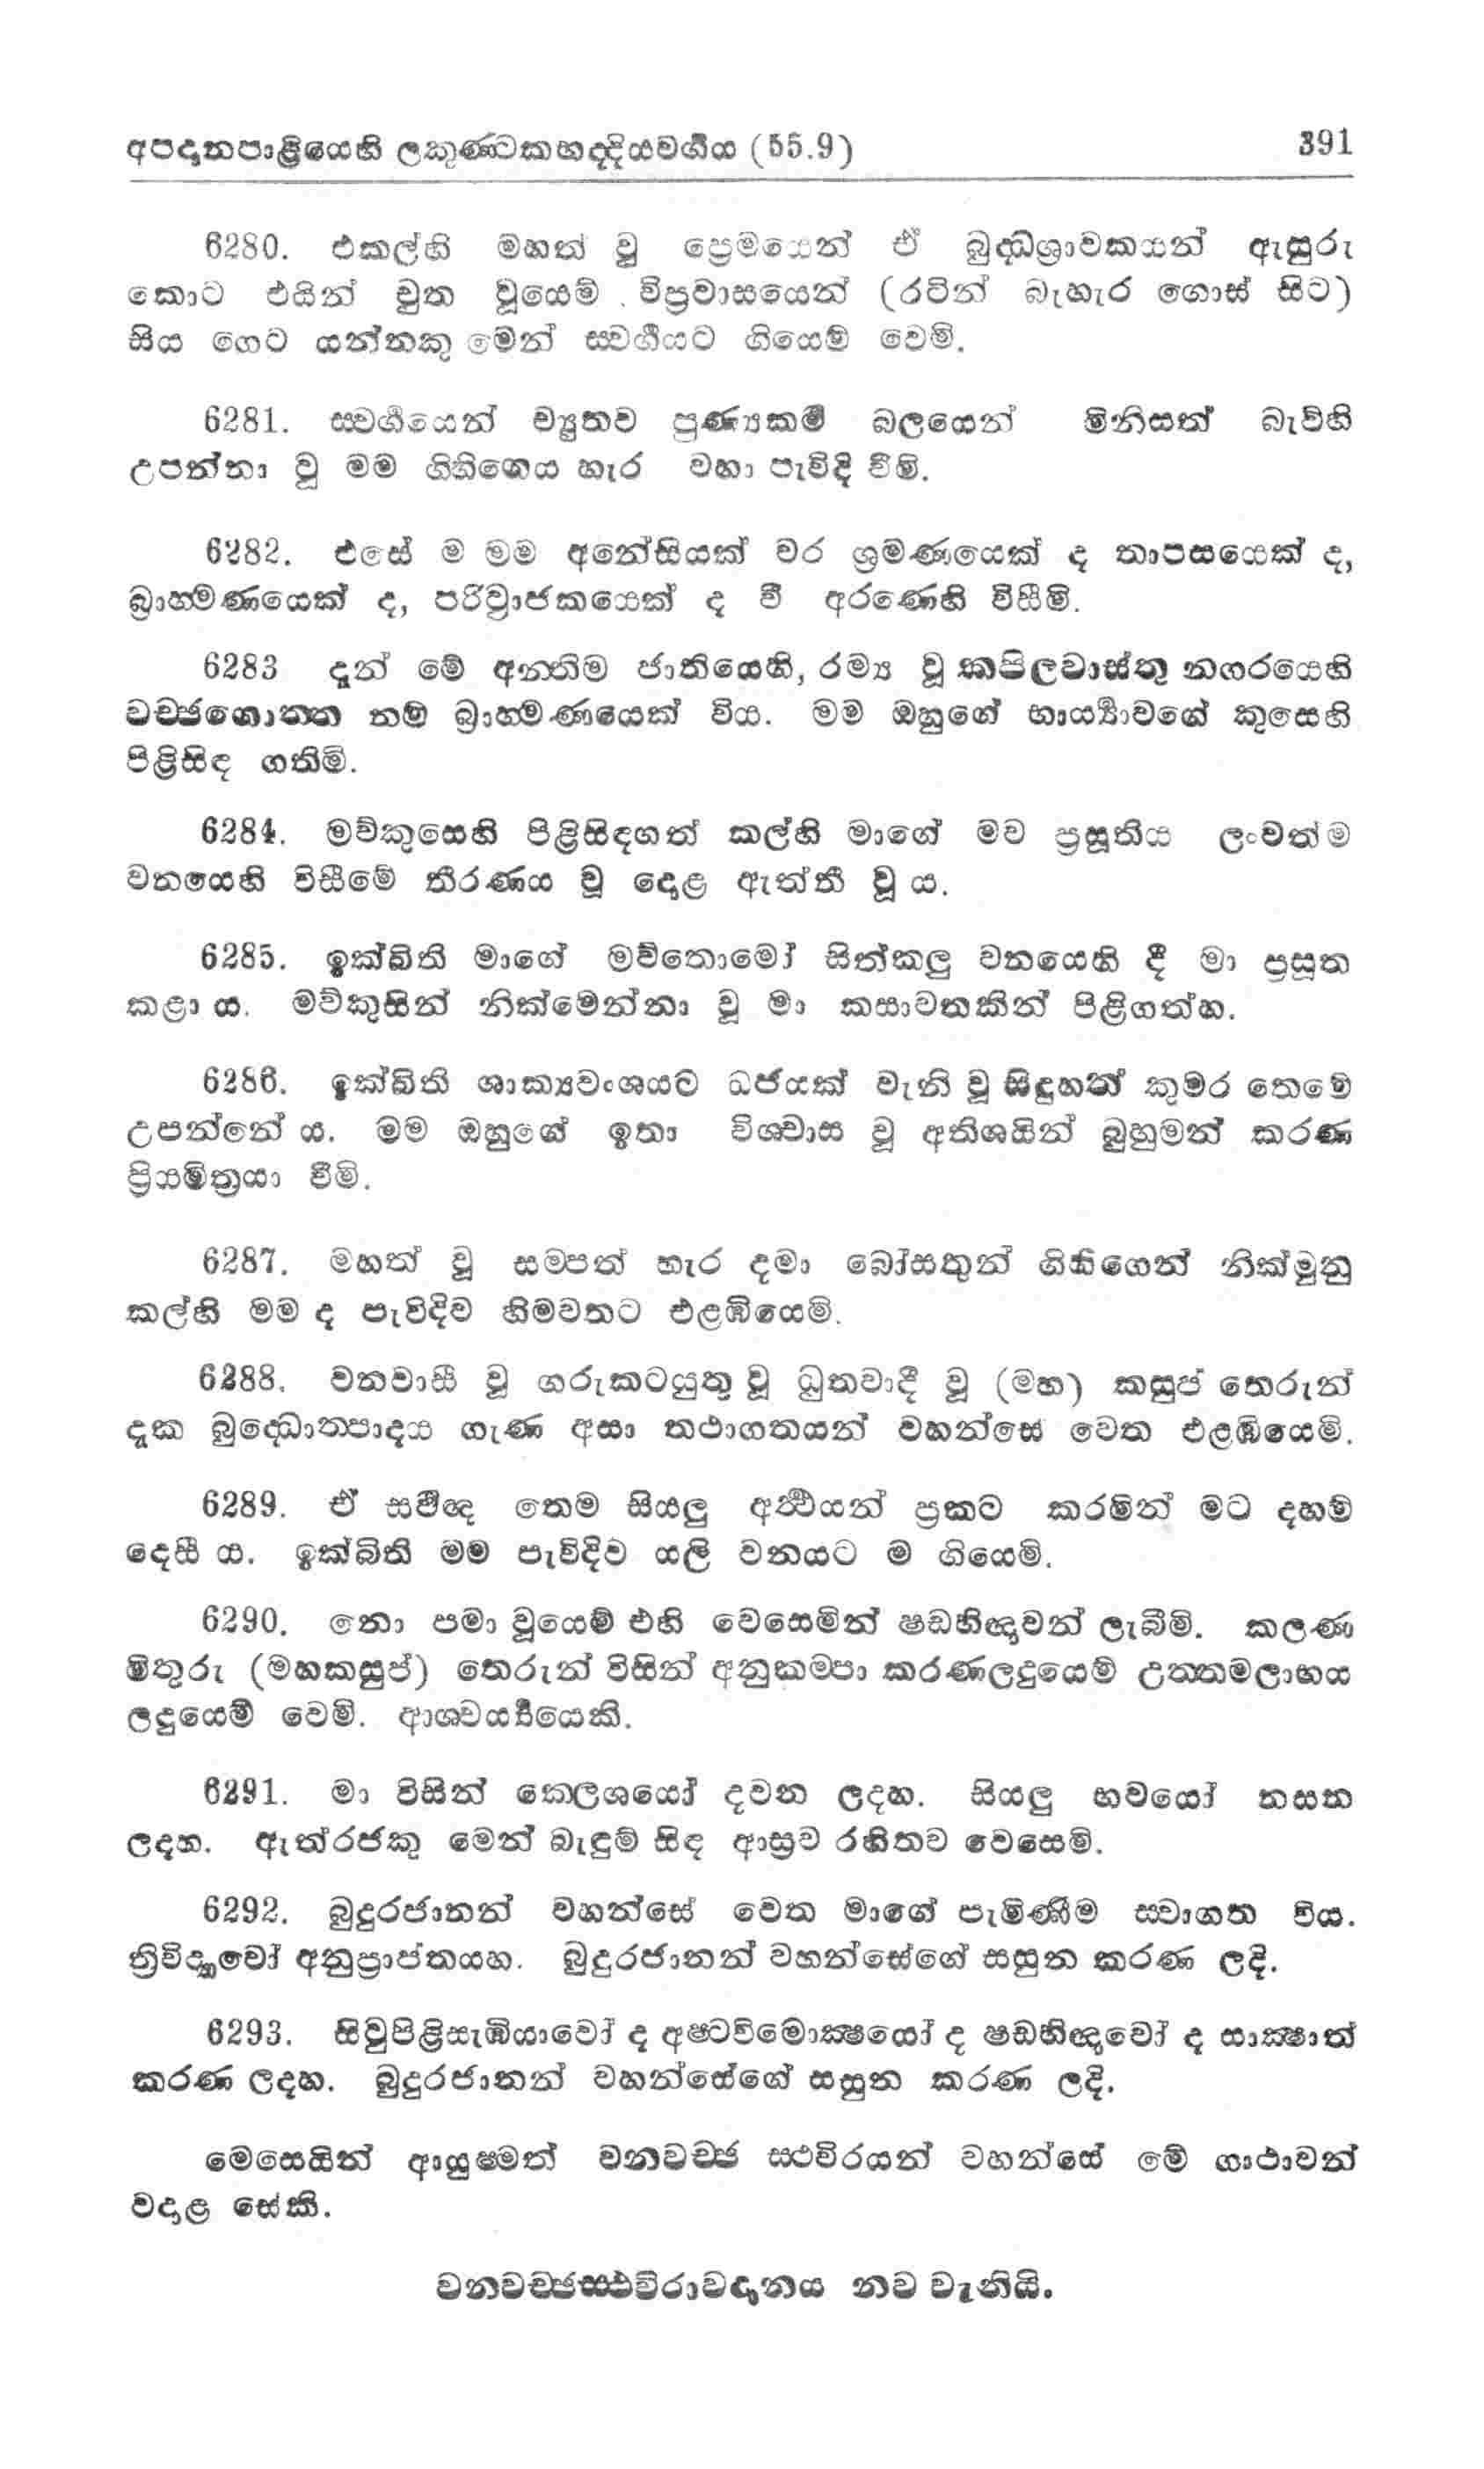 අපදානපාළියෙහි ලකුණ්ටකභද්දියවර්ගය (55.9) 391
6280. එකල්හි මහත් වූ ප්‍රෙමයෙන් ඒ බුද්ධශ්‍රාවකයන් ඇසුරු
කොට එයින් චුත වූයෙම් විප්‍රවාසයෙන් (රටින් බැහැර ගොස් සිට)
සිය ගෙට යන්නකු මෙන් ස්වර්ගයට ගියෙම් වෙමි.
6281. ස්වර්ගයෙන් ච්‍යුතව පුණ්‍යකර්ම බලයෙන් මිනිසත් බැව්හි
උපන්නා වූ මම ගිහිගෙය හැර වහා පැවිදි වීමි.
6282. එසේ ම මම අනේසියක් වර ශ්‍රමණයෙක් ද තාපසයෙක් ද,
බ්‍රාහ්මණයෙක් ද, පරිව්‍රාජකයෙක් ද වී අරණෙහි විසීමි.
6283 දැන් මේ අන්තිම ජාතියෙහි, රම්‍ය වූ කපිලවාස්තු නගරයෙහි
වච්ඡගොත්ත නම් බ්‍රාහ්මණයෙක් විය. මම ඔහුගේ භාර්‍ය්‍යාවගේ කුසෙහි
පිළිසිඳ ගතිමි.
6284. මව්කුසෙහි පිළිසිඳගත් කල්හි මාගේ මව ප්‍රසූතිය ලංවත්ම
වනයෙහි විසීමේ තීරණය වූ දොළ ඇත්තී වූ ය.
6285. ඉක්බිති මාගේ මව්තොමෝ සිත්කලු වනයෙහි දී මා ප්‍රසූත
කළා ය. මව්කුසින් නික්මෙන්නා වූ මා කසාවතකින් පිළිගත්හ.
6286. ඉක්බිති ශාක්‍යවංශයට ධජයක් වැනි වූ සිදුහත් කුමර තෙමේ
උපන්නේ ය. මම ඔහුගේ ඉතා විශ්වාස වූ අතිශයින් බුහුමන් කරණ
ප්‍රියමිත්‍රයා වීමි.
6287. මහත් වූ සම්පත් හැර දමා බෝසතුන් ගිහිගෙන් නික්මුනු
කල්හි මම ද පැවිදිව හිමවතට එළඹියෙමි.
6288. වනවාසී වූ ගරුකටයුතු වූ ධුතවාදී වූ (මහ) කසුප් තෙරුන්
දැක බුද්ධොත්පාදය ගැණ අසා තථාගතයන් වහන්සේ වෙත එළඹියෙමි.
6289. ඒ සර්‍වඥ තෙම සියලු අර්‍ථයන් ප්‍රකට කරමින් මට දහම්
දෙසී ය. ඉක්බිති මම පැවිදිව යලි වනයට ම ගියෙමි.
6290. නො පමා වූයෙම් එහි වෙසෙමින් ෂඩභිඥාවන් ලැබීමි. කලණ
මිතුරු (මහකසුප්) තෙරුන් විසින් අනුකම්පා කරණලදුයෙම් උත්තමලාභය
ලදුයෙම් වෙමි. ආශ්චර්‍ය්‍යයෙකි.
6291. මා විසින් කෙලශයෝ දවන ලදහ. සියලු භවයෝ නසන
ලදහ. ඇත්රජකු මෙන් බැඳුම් සිඳ ආස්‍රව රහිතව වෙසෙමි.
6292. බුදුරජානන් වහන්සේ වෙත මාගේ පැමිණීම ස්වාගත විය.
ත්‍රිවිද්‍යාවෝ අනුප්‍රාප්තයහ. බුදුරජානන් වහන්සේගේ සසුන කරණ ලදි.
6293. සිවුපිළිසැඹියාවෝ ද අෂ්ටවිමොක්‍ෂයෝ ද ෂඩභිඥාවෝ ද සාක්‍ෂාත්
කරණ ලදහ. බුදුරජානන් වහන්සේගේ සසුන කරණ ලදි.
මෙසෙයින් ආයුෂ්මත් වනවච්ඡ ස්ථවිරයන් වහන්සේ මේ ගාථාවන්
වදාළ සේකි.
වනවච්ඡස්ථවිරාවදානය නව වැනියි.